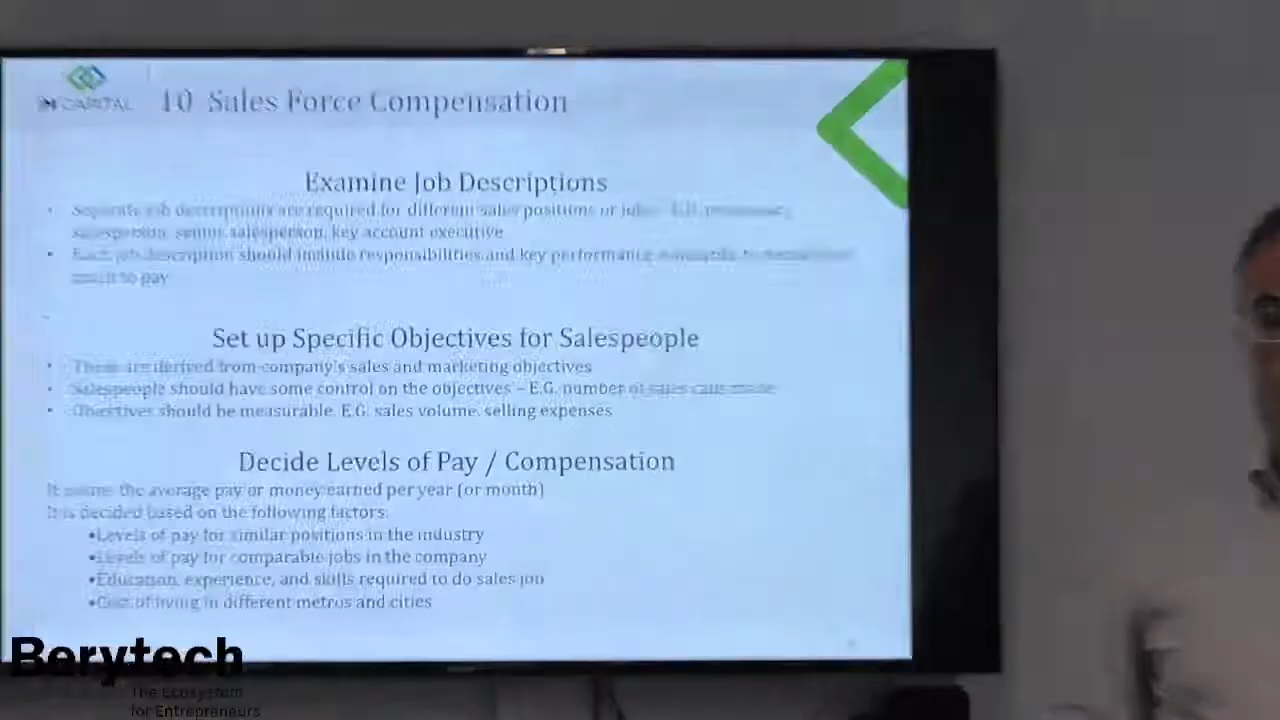 IM CAPITAL
10 Sales Force Compensation
Examine Job Descriptions
• Separate job descriptions are required for different sales positions or jobs - E.G.
salesperson, senior salesperson, key account executive
• Each job description should include responsibilities and key performance
much to pay
Set up Specific Objectives for Salespeople
• These are derived from company's sales and marketing objectives
• Salespeople should have some control on the objectives – E.G. number of sales calls made
• Objectives should be measurable. E.G. sales volume, selling expenses
Decide Levels of Pay / Compensation
It means the average pay or money earned per year (or month)
It is decided based on the following factors:
•Levels of pay for similar positions in the industry
•Levels of pay for comparable jobs in the company
•Education, experience, and skills required to do sales job
•Cost of living in different metros and cities
Berytech
The Ecosystem
for Entrepreneurs